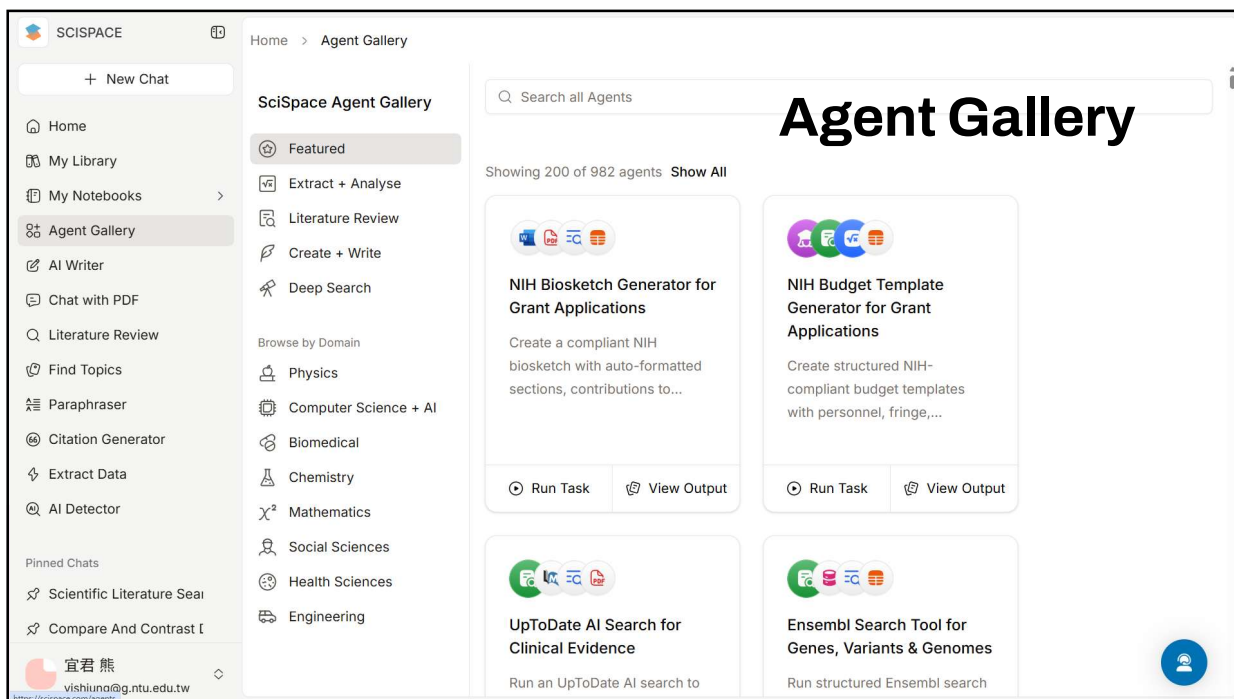 SCISPACE
+ New Chat
Home
My Library
My Notebooks
Agent Gallery
AI Writer
Chat with PDF
Literature Review
Find Topics
Paraphraser
Citation Generator
Extract Data
AI Detector
Pinned Chats
Scientific Literature Sear
Compare And Contrast D
宜君 熊
yishiung@g.ntu.edu.tw
https://scispace.com/agents
Home > Agent Gallery
SciSpace Agent Gallery
Featured
Extract + Analyse
Literature Review
Create + Write
Deep Search
Browse by Domain
Physics
Computer Science + AI
Biomedical
Chemistry
Mathematics
Social Sciences
Health Sciences
Engineering
Search all Agents
Agent Gallery
Showing 200 of 982 agents Show All
NIH Biosketch Generator for
Grant Applications
Create a compliant NIH
biosketch with auto-formatted
sections, contributions to...
Run Task View Output
NIH Budget Template
Generator for Grant
Applications
Create structured NIH-
compliant budget templates
with personnel, fringe,...
Run Task View Output
UpToDate AI Search for
Clinical Evidence
Run an UpToDate AI search to
Ensembl Search Tool for
Genes, Variants & Genomes
Run structured Ensembl search